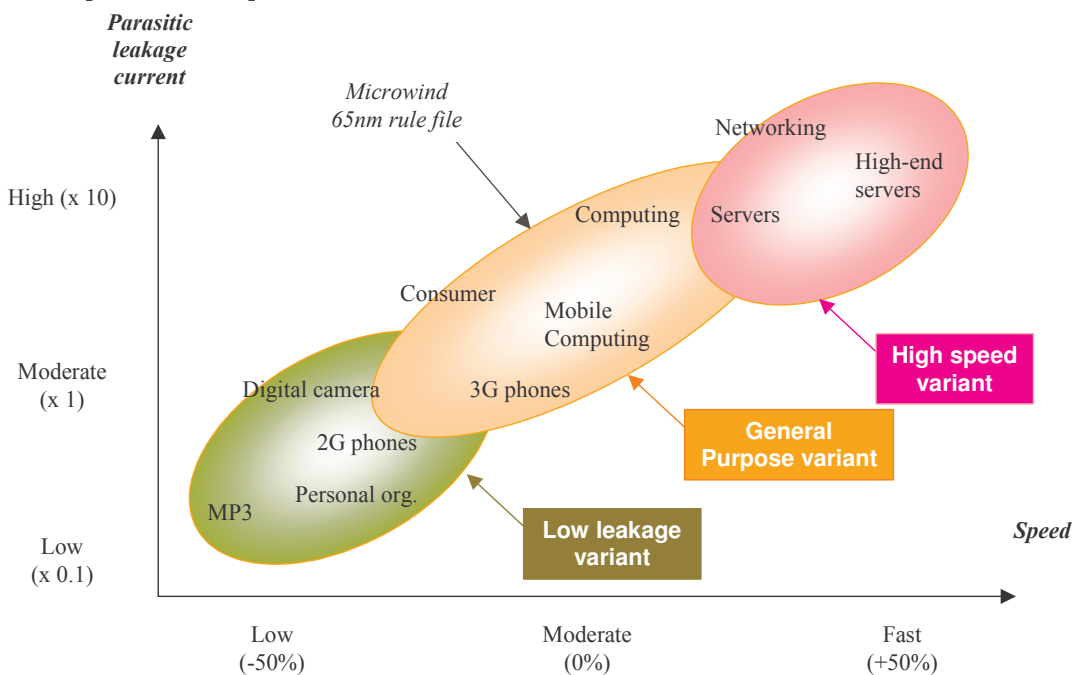 Parasitic
leakage
current
Microwind
65nm rule file
Networking
High-end
servers
High (x 10)
Computing
Servers
Consumer
Mobile
Computing
High speed
variant
Moderate
(x 1)
Digital camera
3G phones
General
Purpose variant
2G phones
Personal org.
MP3
Low leakage
variant
Speed
Low
(x 0.1)
Low
(-50%)
Moderate
(0%)
Fast
(+50%)